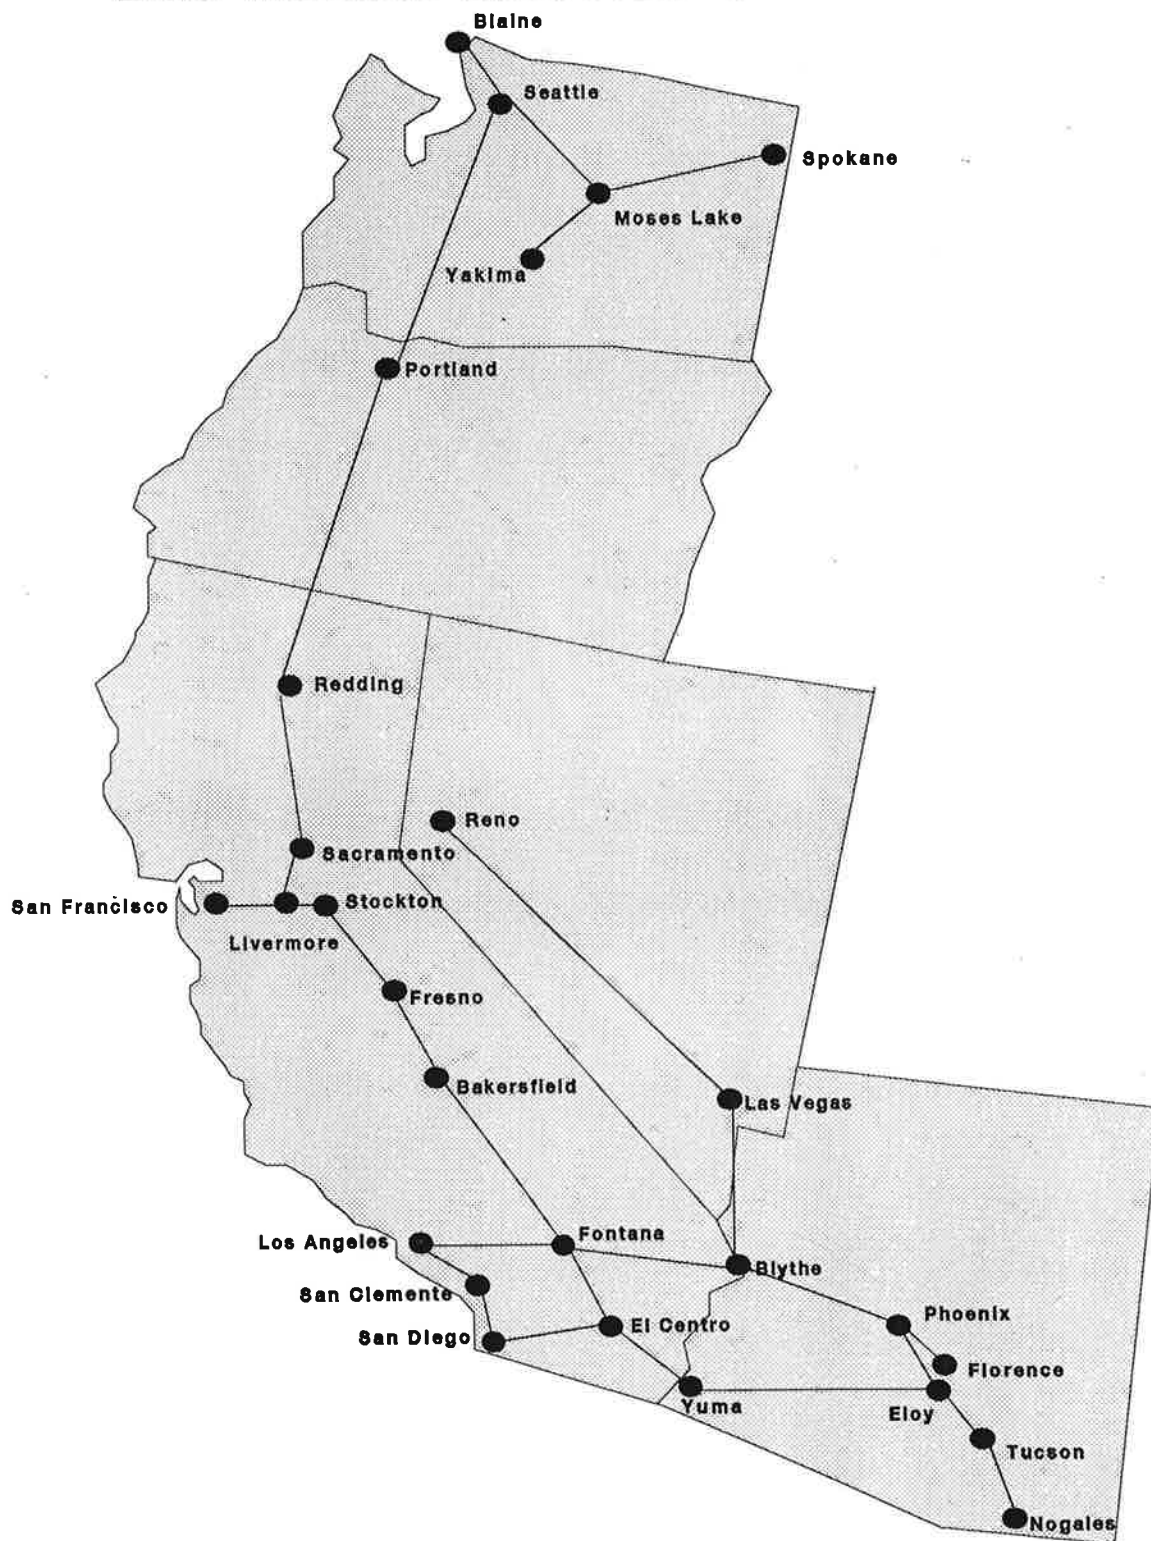 Blaine
Seattle
Spokane
Moses Lake
Yakima
Portland
Redding
Reno
Sacramento
San Francisco
Stockton
Livermore
Fresno
Bakersfield
Las Vegas
Los Angeles
Fontana
Blythe
San Clemente
Phoenix
El Centro
San Diego
Florence
Yuma
Eloy
Tucson
Nogales